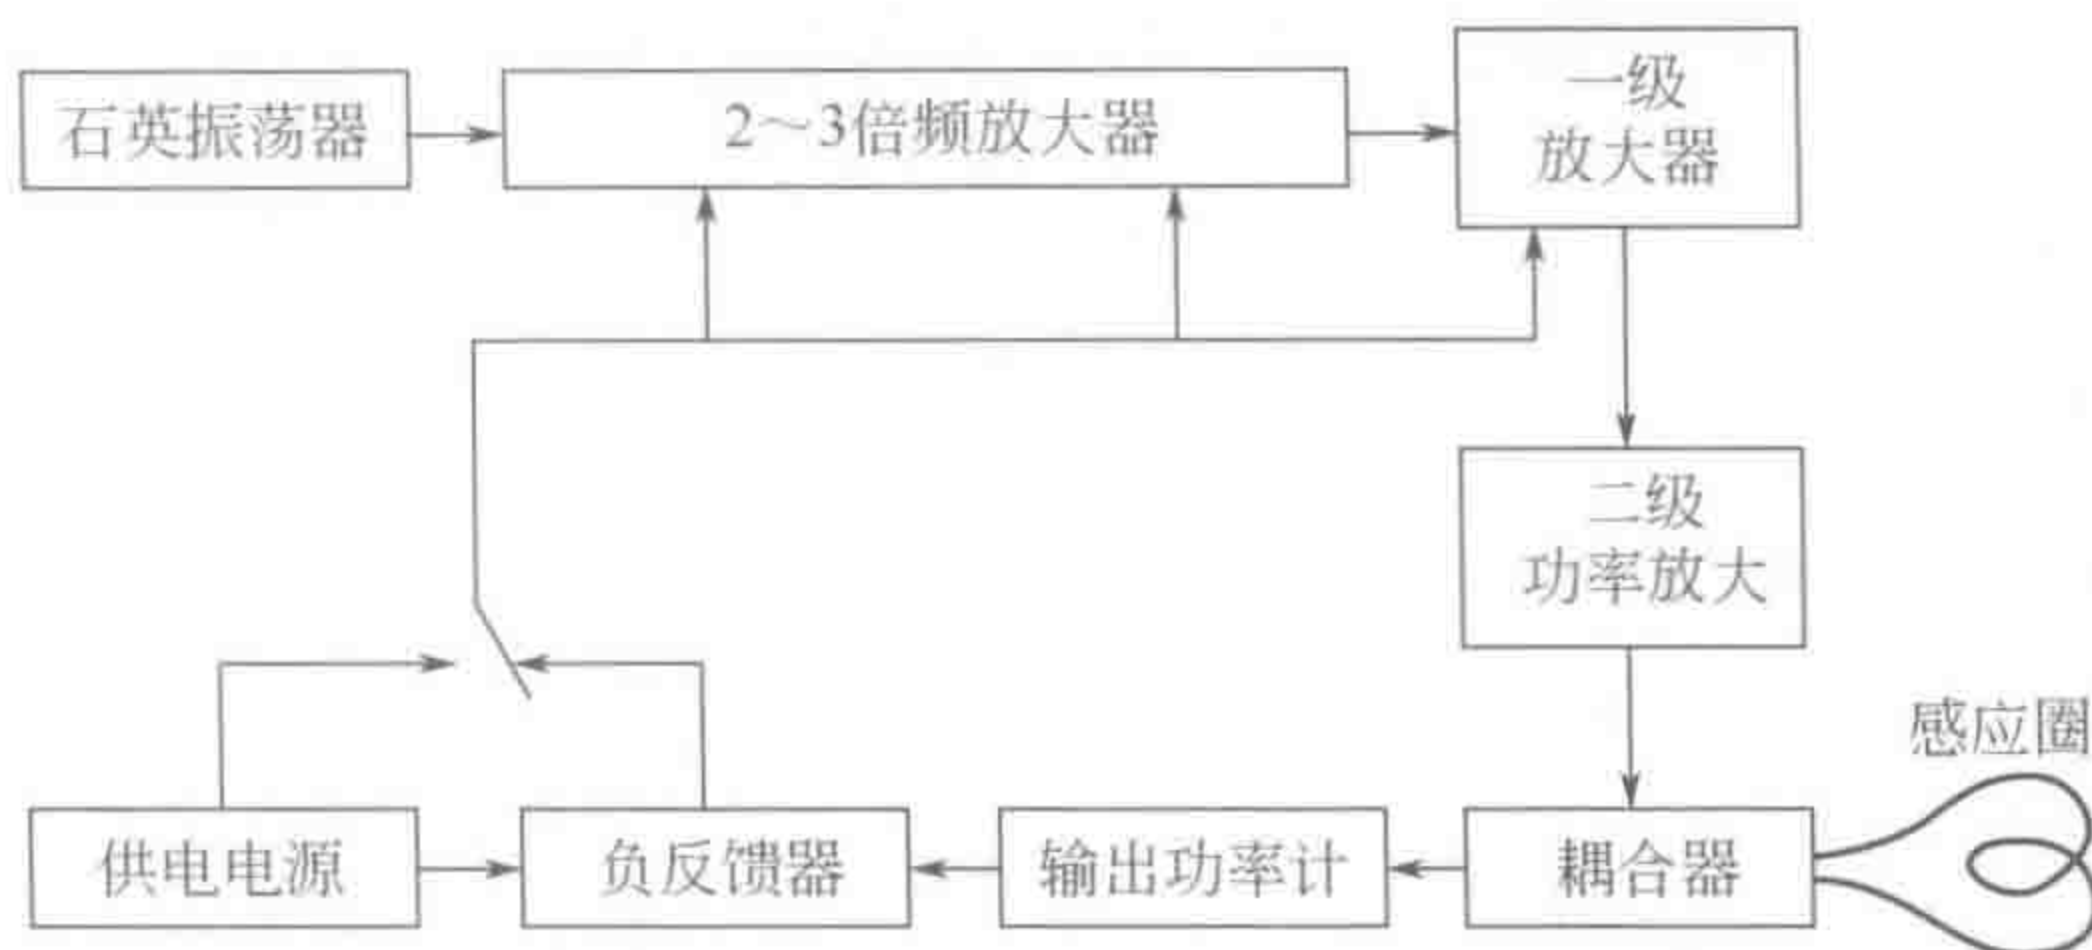 石英振荡器
2～3倍频放大器
一级
放大器
二级
功率放大
感应圈
供电电源
负反馈器
输出功率计
耦合器